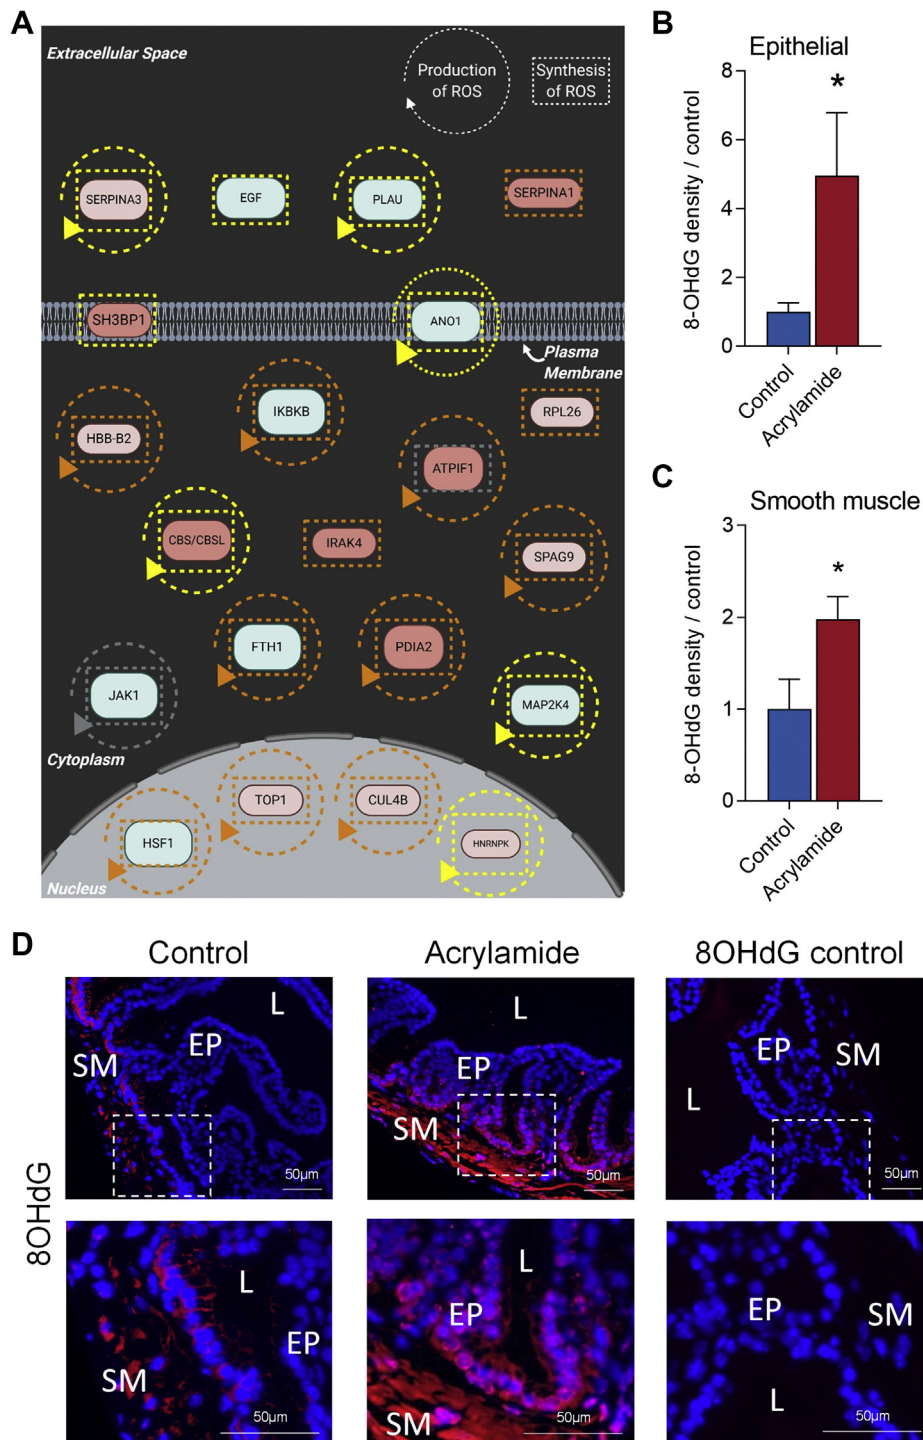 A
Extracellular Space
Production
of ROS
Synthesis
of ROS
SERPINA3
EGF
PLAU
SERPINA1
SH3BP1
ANO1
Plasma
Membrane
IKBKB
RPL26
HBB-B2
ATPIF1
CBS/CBSL
IRAK4
SPAG9
FTH1
PDIA2
JAK1
MAP2K4
Cytoplasm
TOP1
CUL4B
HSF1
HNRNPK
Nucleus
B
Epithelial
8-OHdG density / control
8
6
4
2
0
*
Control
Acrylamide
C
Smooth muscle
8-OHdG density / control
3
2
1
0
*
Control
Acrylamide
D
Control
Acrylamide
8OHdG control
8OHdG
L
EP
SM
50µm
L
EP
SM
50µm
EP
SM
L
50µm
L
EP
SM
50µm
L
EP
SM
50µm
EP
SM
L
50µm